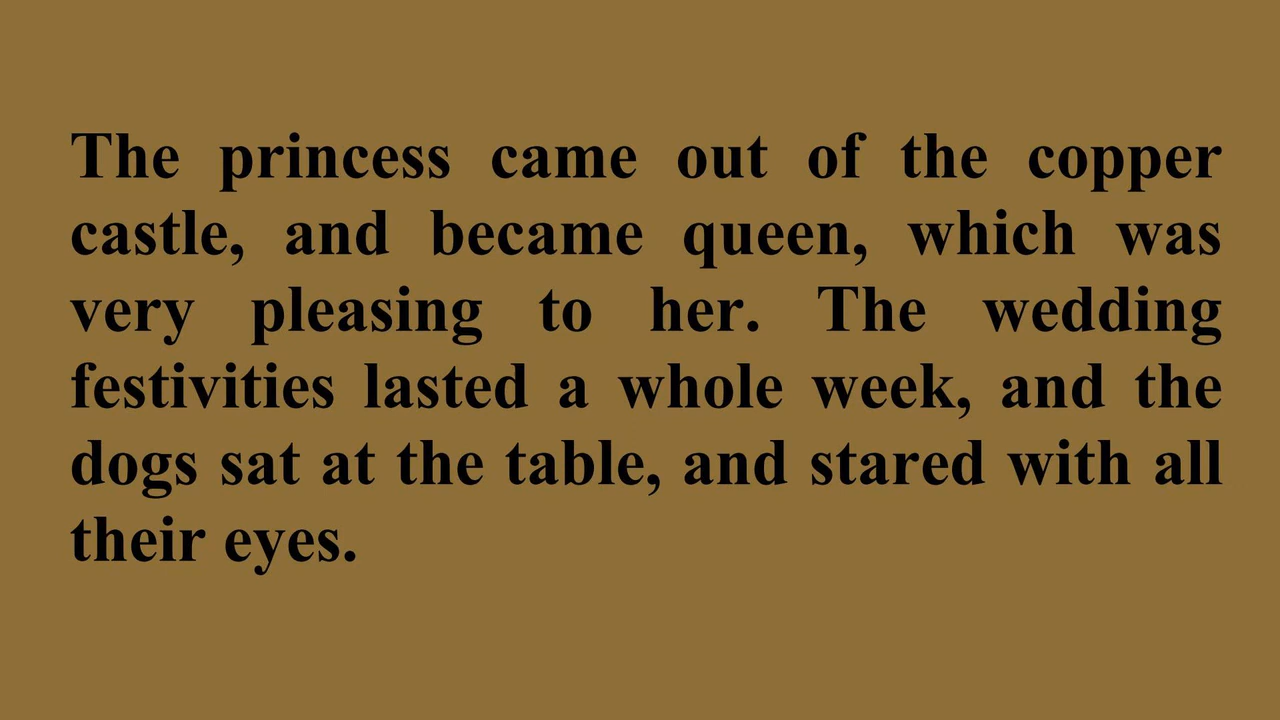 The princess came out of the copper
castle, and became queen, which was
very pleasing to her. The wedding
festivities lasted a whole week, and the
dogs sat at the table, and stared with all
their eyes.